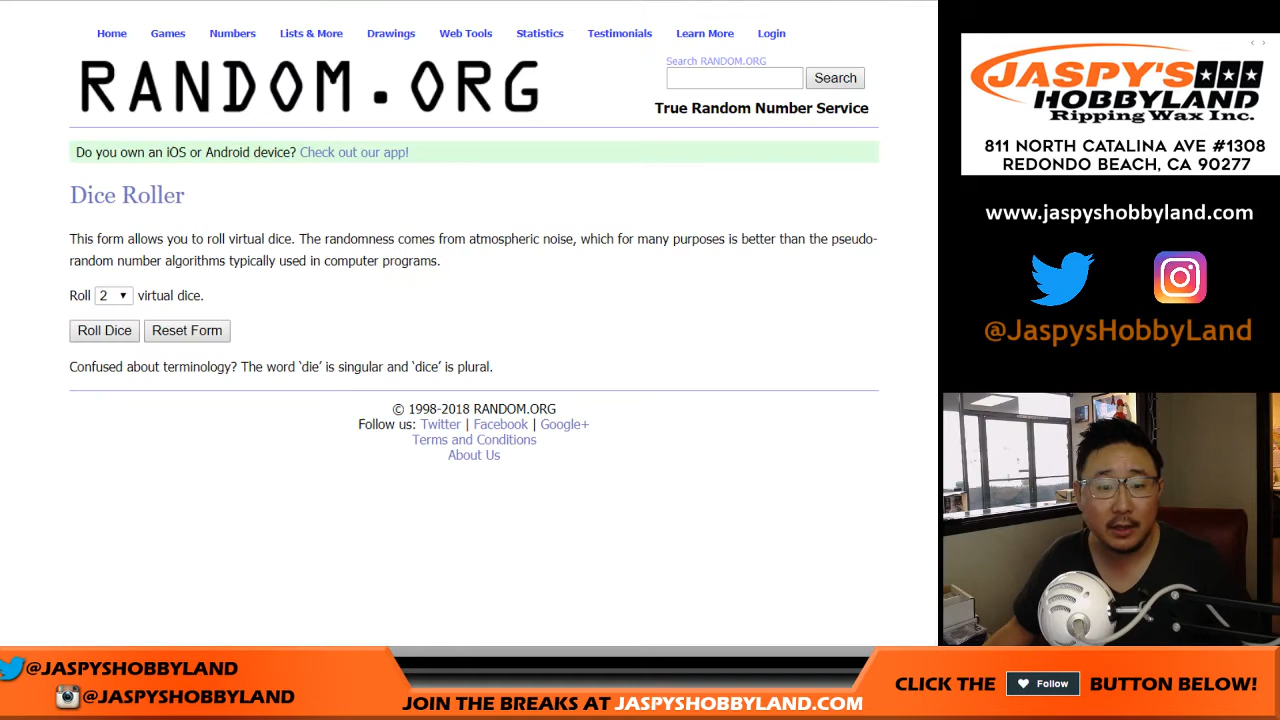 Home Games Numbers Lists & More Drawings Web Tools Statistics Testimonials Learn More Login
RANDOM.ORG
Search RANDOM.ORG
Search
True Random Number Service
Do you own an iOS or Android device? Check out our app!
Dice Roller
This form allows you to roll virtual dice. The randomness comes from atmospheric noise, which for many purposes is better than the pseudo-
random number algorithms typically used in computer programs.
Roll 2 virtual dice.
Roll Dice Reset Form
Confused about terminology? The word ‘die’ is singular and ‘dice’ is plural.
© 1998-2018 RANDOM.ORG
Follow us: Twitter | Facebook | Google+
Terms and Conditions
About Us
JASPY'S
HOBBYLAND
Ripping Wax Inc.
811 NORTH CATALINA AVE #1308
REDONDO BEACH, CA 90277
www.jaspyshobbyland.com
@JaspysHobbyLand
@JASPYSHOBBYLAND
@JASPYSHOBBYLAND
JOIN THE BREAKS AT JASPYSHOBBYLAND.COM
CLICK THE Follow BUTTON BELOW!